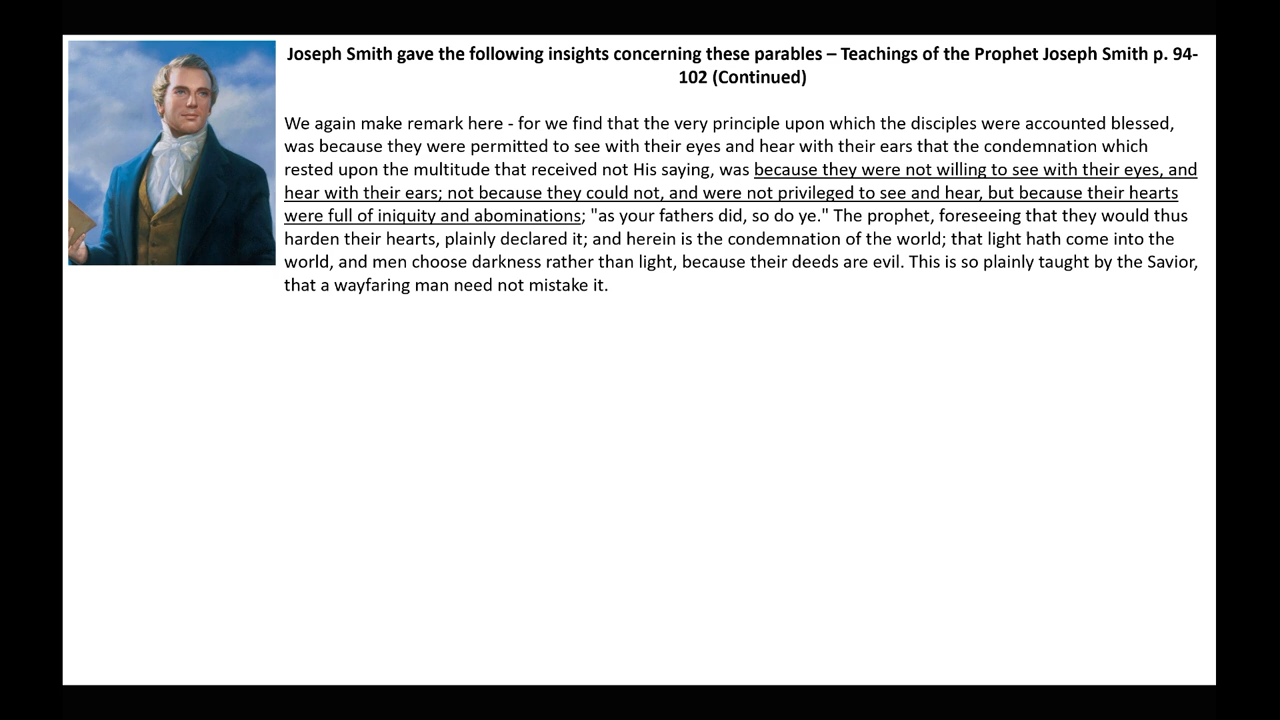 Joseph Smith gave the following insights concerning these parables – Teachings of the Prophet Joseph Smith p. 94-
102 (Continued)
We again make remark here - for we find that the very principle upon which the disciples were accounted blessed,
was because they were permitted to see with their eyes and hear with their ears that the condemnation which
rested upon the multitude that received not His saying, was because they were not willing to see with their eyes, and
hear with their ears; not because they could not, and were not privileged to see and hear, but because their hearts
were full of iniquity and abominations; "as your fathers did, so do ye." The prophet, foreseeing that they would thus
harden their hearts, plainly declared it; and herein is the condemnation of the world; that light hath come into the
world, and men choose darkness rather than light, because their deeds are evil. This is so plainly taught by the Savior,
that a wayfaring man need not mistake it.